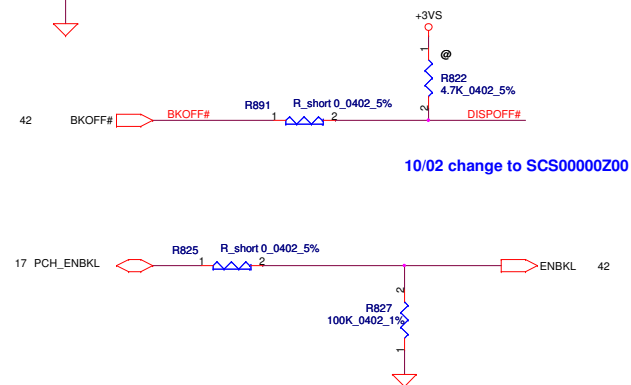 +3VS
1
@
R822
4.7K_0402_5%
2
R891
R_short 0_0402_5%
42
BKOFF#
BKOFF#
1
2
DISPOFF#
10/02 change to SCS00000Z00
R825
R_short 0_0402_5%
17 PCH_ENBKL
1
2
ENBKL
42
2
R827
100K_0402_1%
1